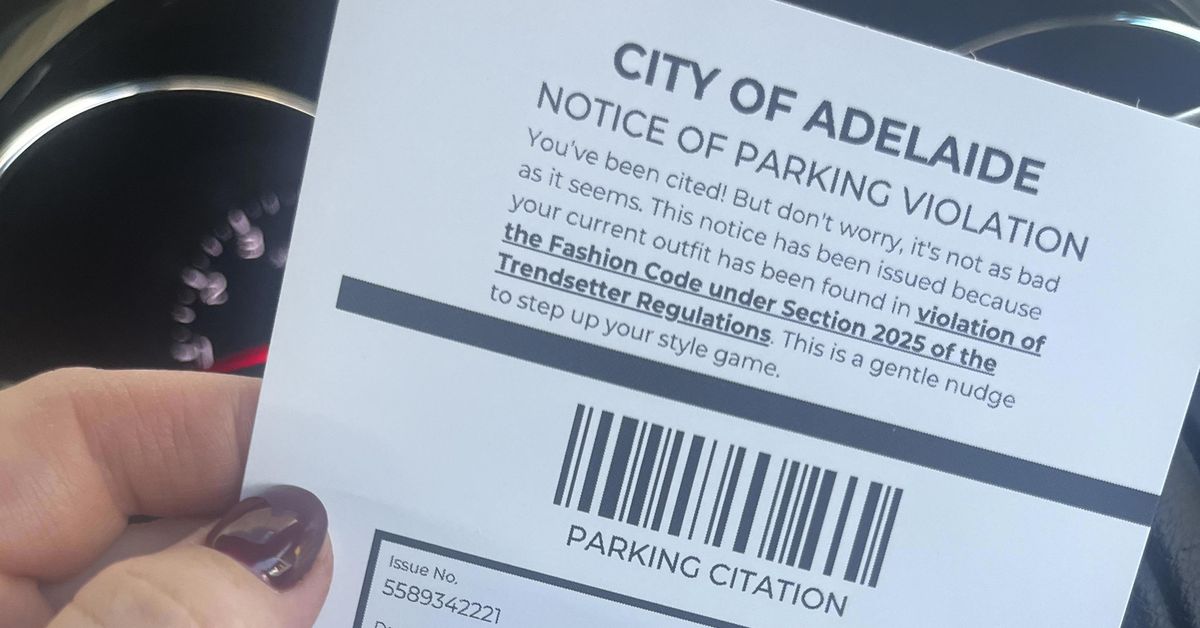 CITY OF ADELAIDE
NOTICE OF PARKING VIOLATION
You've been cited! But don't worry, it's not as bad
as it seems. This notice has been issued because
your current outfit has been found in violation of
the Fashion Code under Section 2025 of the
Trendsetter Regulations. This is a gentle nudge
to step up your style game.
PARKING CITATION
Issue No.
5589342221